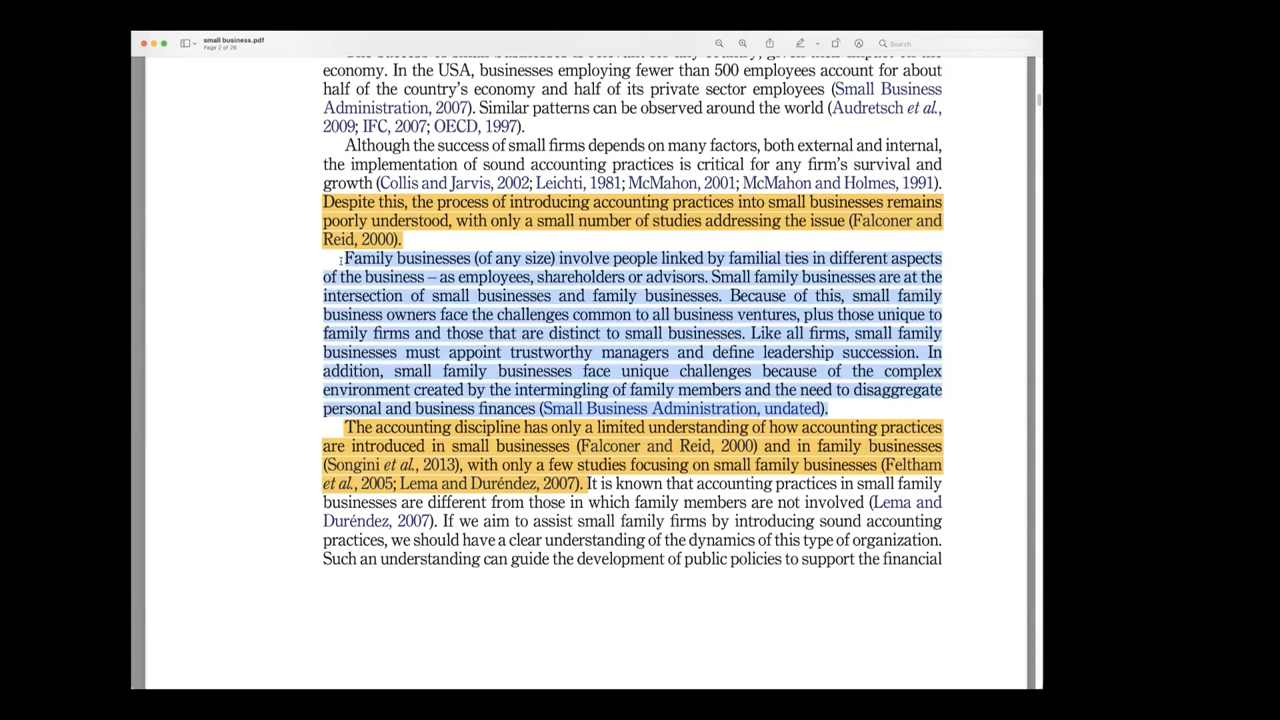 small business.pdf
Page 2 of 26
Search
economy. In the USA, businesses employing fewer than 500 employees account for about
half of the country's economy and half of its private sector employees (Small Business
Administration, 2007). Similar patterns can be observed around the world (Audretsch et al.,
2009; IFC, 2007; OECD, 1997).
Although the success of small firms depends on many factors, both external and internal,
the implementation of sound accounting practices is critical for any firm's survival and
growth (Collis and Jarvis, 2002; Leichti, 1981; McMahon, 2001; McMahon and Holmes, 1991).
Despite this, the process of introducing accounting practices into small businesses remains
poorly understood, with only a small number of studies addressing the issue (Falconer and
Reid, 2000).
Family businesses (of any size) involve people linked by familial ties in different aspects
of the business – as employees, shareholders or advisors. Small family businesses are at the
intersection of small businesses and family businesses. Because of this, small family
business owners face the challenges common to all business ventures, plus those unique to
family firms and those that are distinct to small businesses. Like all firms, small family
businesses must appoint trustworthy managers and define leadership succession. In
addition, small family businesses face unique challenges because of the complex
environment created by the intermingling of family members and the need to disaggregate
personal and business finances (Small Business Administration, undated).
The accounting discipline has only a limited understanding of how accounting practices
are introduced in small businesses (Falconer and Reid, 2000) and in family businesses
(Songini et al., 2013), with only a few studies focusing on small family businesses (Feltham
et al., 2005; Lema and Duréndez, 2007). It is known that accounting practices in small family
businesses are different from those in which family members are not involved (Lema and
Duréndez, 2007). If we aim to assist small family firms by introducing sound accounting
practices, we should have a clear understanding of the dynamics of this type of organization.
Such an understanding can guide the development of public policies to support the financial